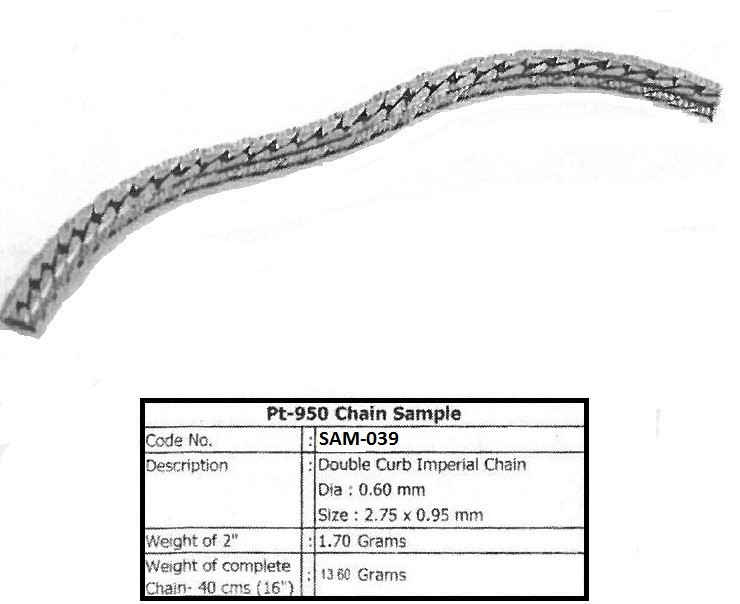 Pt-950 Chain Sample
Code No. : SAM-039
Description : Double Curb Imperial Chain
Dia : 0.60 mm
Size : 2.75 x 0.95 mm
Weight of 2" : 1.70 Grams
Weight of complete
Chain- 40 cms (16") : 13 60 Grams